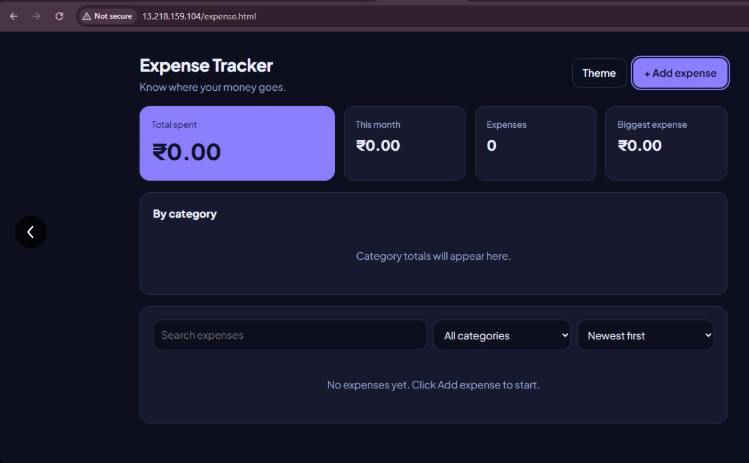 Not secure 13.218.159.104/expense.html
Expense Tracker
Know where your money goes.
Theme
+ Add expense
Total spent
₹0.00
This month
₹0.00
Expenses
0
Biggest expense
₹0.00
By category
Category totals will appear here.
Search expenses
All categories
Newest first
No expenses yet. Click Add expense to start.